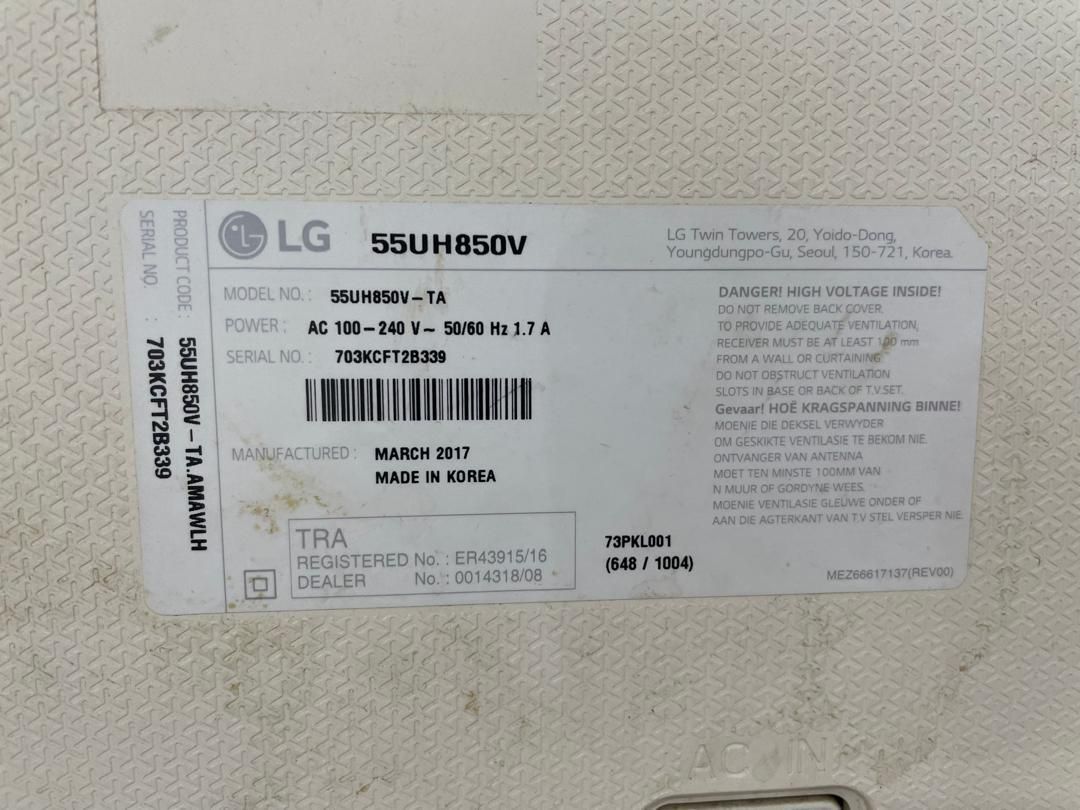 PRODUCT CODE : 55UH850V-TA.AMAWLH
SERIAL NO. : 703KCFT2B339
LG 55UH850V
LG Twin Towers, 20, Yoido-Dong,
Youngdungpo-Gu, Seoul, 150-721, Korea.
MODEL NO. : 55UH850V-TA
POWER : AC 100-240 V~ 50/60 Hz 1.7 A
SERIAL NO. : 703KCFT2B339
MANUFACTURED : MARCH 2017
MADE IN KOREA
TRA
REGISTERED No. : ER43915/16
DEALER No. : 0014318/08
73PKL001
(648 / 1004)
DANGER! HIGH VOLTAGE INSIDE!
DO NOT REMOVE BACK COVER.
TO PROVIDE ADEQUATE VENTILATION,
RECEIVER MUST BE AT LEAST 100 mm
FROM A WALL OR CURTAINING
DO NOT OBSTRUCT VENTILATION
SLOTS IN BASE OR BACK OF T.V.SET.
Gevaar! HOË KRAGSPANNING BINNE!
MOENIE DIE DEKSEL VERWYDER
OM GESKIKTE VENTILASIE TE BEKOM NIE.
ONTVANGER VAN ANTENNA
MOET TEN MINSTE 100MM VAN
N MUUR OF GORDYNE WEES.
MOENIE VENTILASIE GLEUWE ONDER OF
AAN DIE AGTERKANT VAN T.V STEL VERSPER NIE.
MEZ66617137(REV00)
AC IN